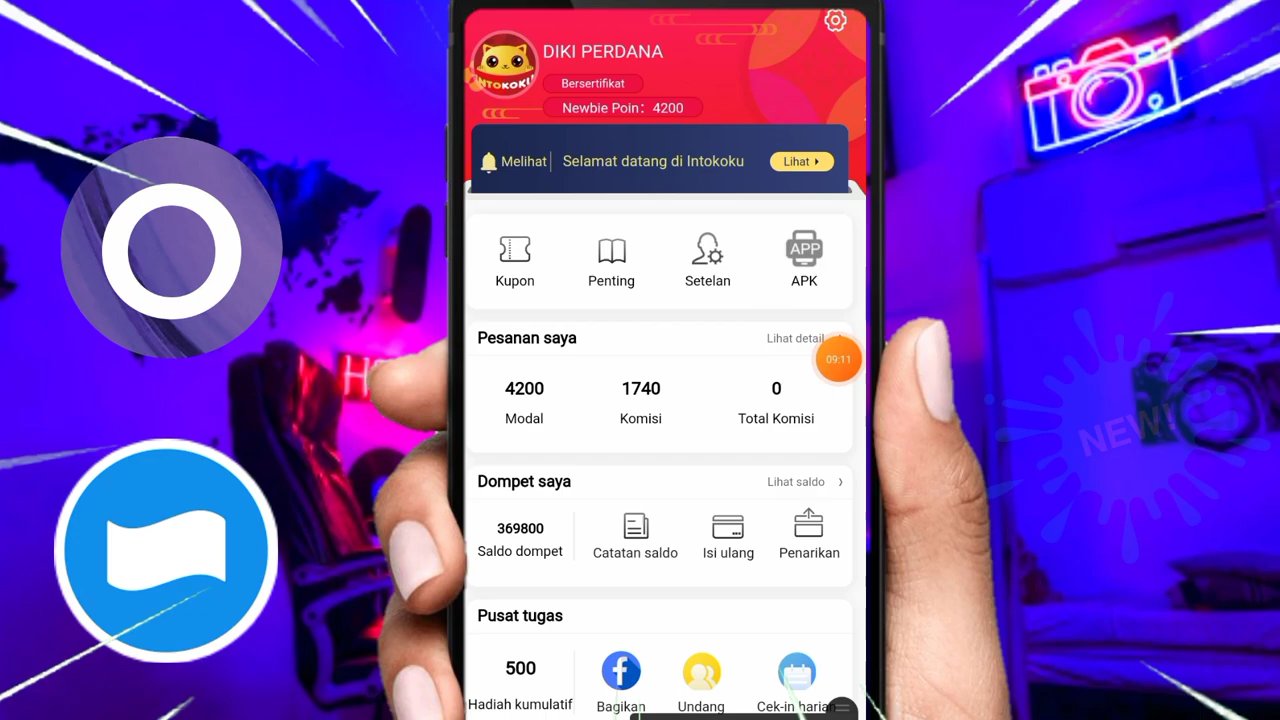 DIKI PERDANA
Bersertifikat
Newbie Poin: 4200
NTOKOKU
Melihat
Selamat datang di Intokoku
Lihat
Kupon
Penting
Setelan
APP
APK
Pesanan saya
Lihat detail
09:11
4200
1740
0
Modal
Komisi
Total Komisi
Dompet saya
Lihat saldo
369800
Saldo dompet
Catatan saldo
Isi ulang
Penarikan
Pusat tugas
500
Hadiah kumulatif
Bagikan
Undang
Cek-in harian
NEW!